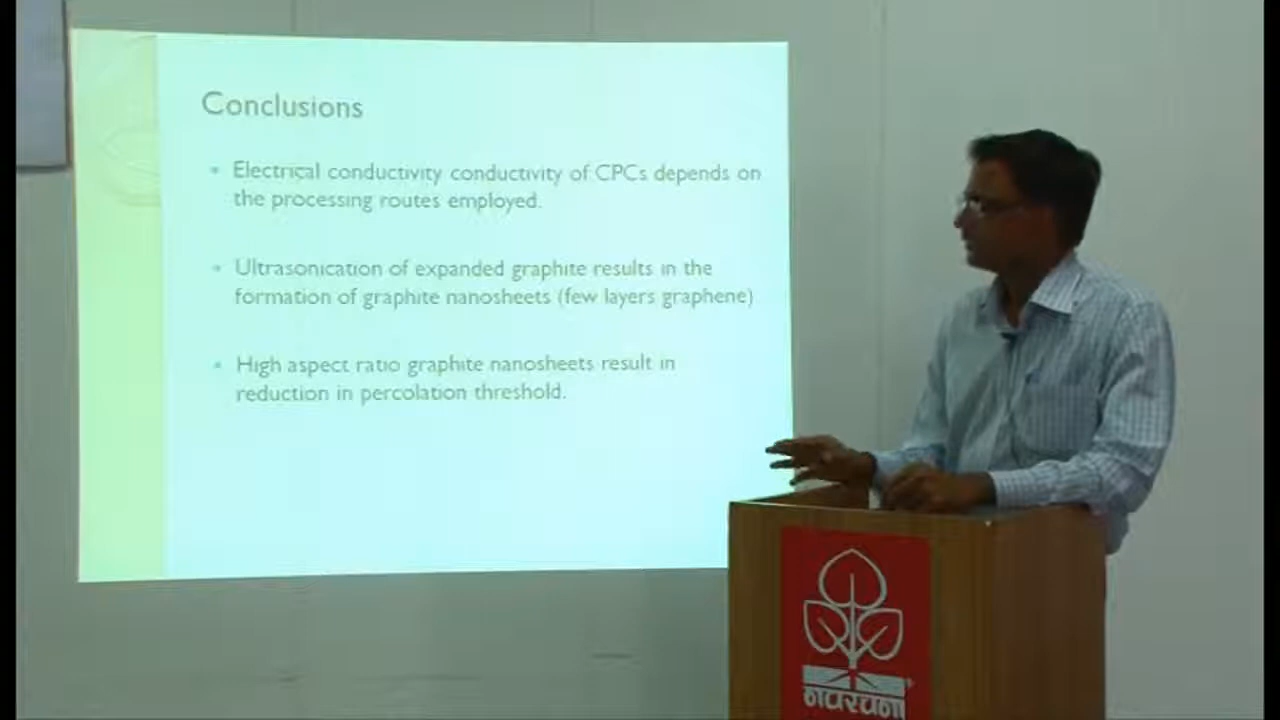 Conclusions
• Electrical conductivity conductivity of CPCs depends on
the processing routes employed.
• Ultrasonication of expanded graphite results in the
formation of graphite nanosheets (few layers graphene)
• High aspect ratio graphite nanosheets result in
reduction in percolation threshold.
નવરચના